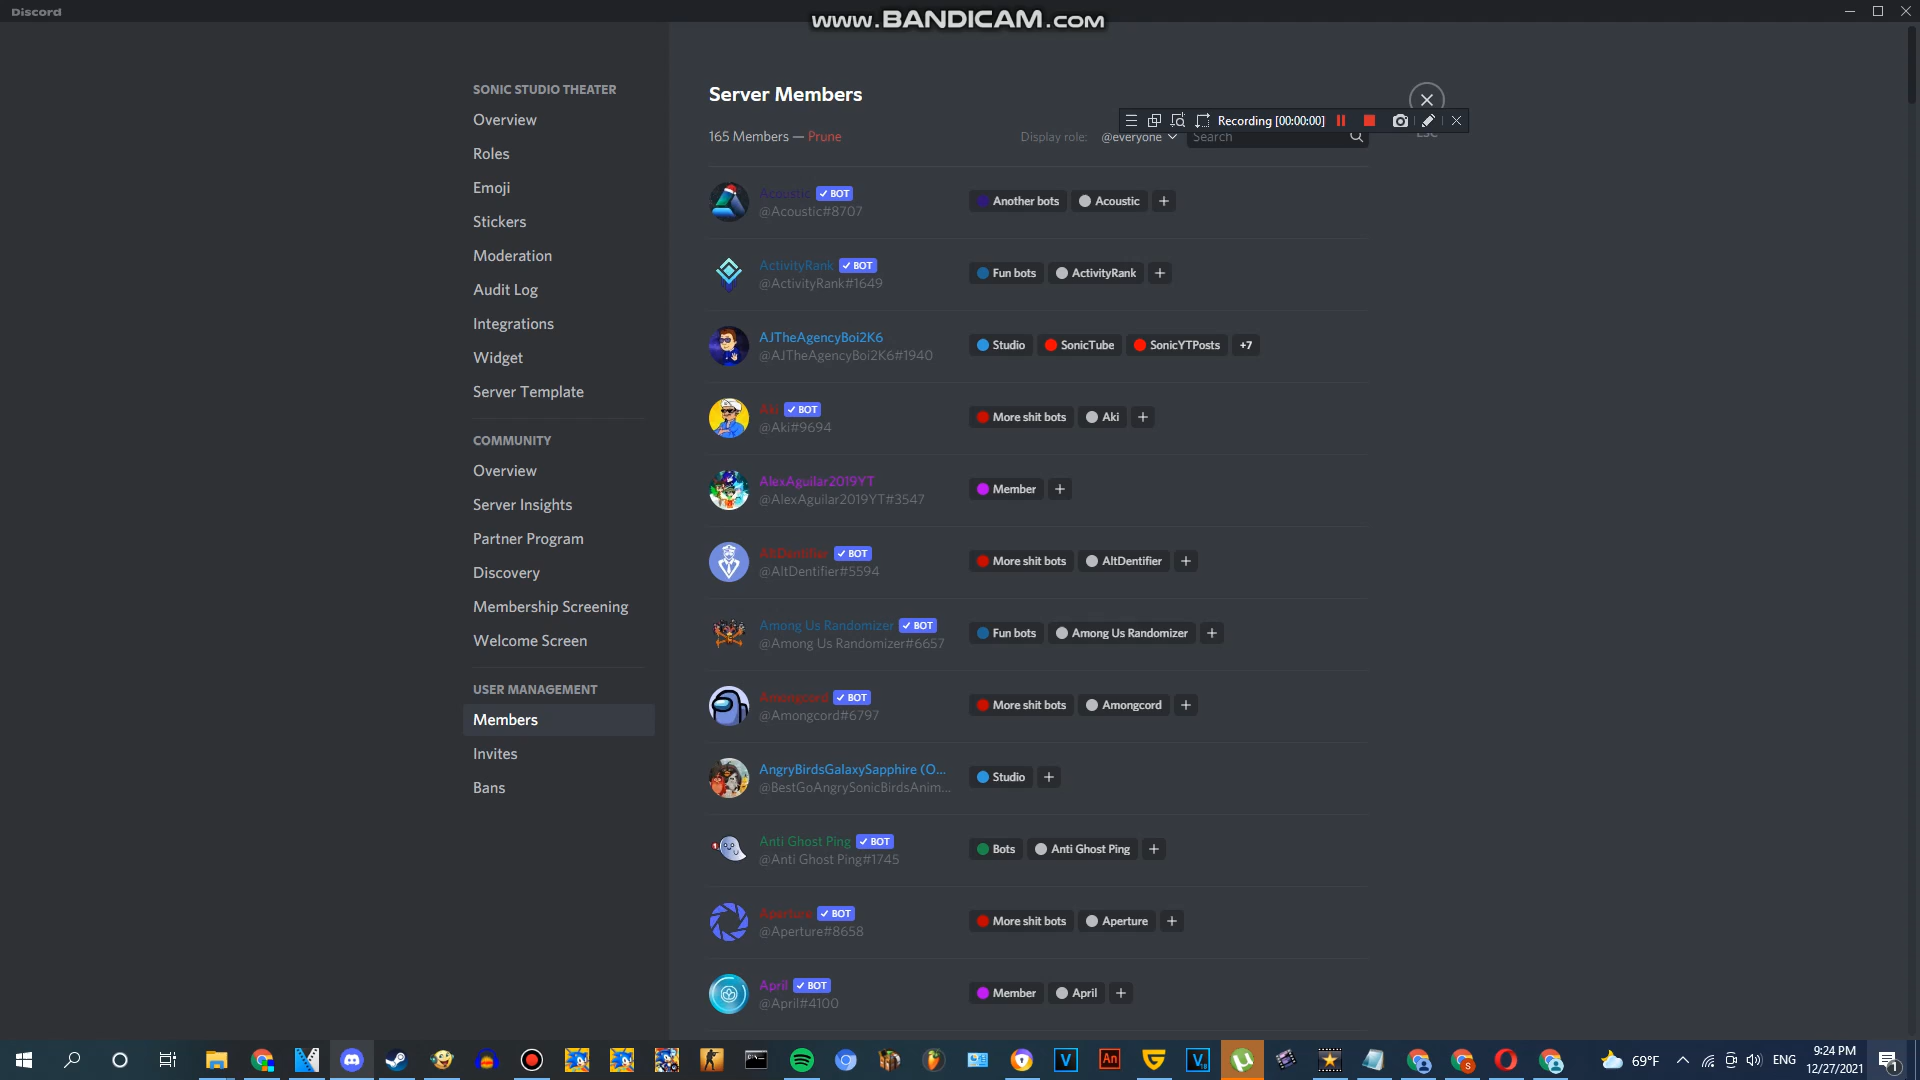 Discord
www.BANDICAM.com
SONIC STUDIO THEATER
Overview
Roles
Emoji
Stickers
Moderation
Audit Log
Integrations
Widget
Server Template
COMMUNITY
Overview
Server Insights
Partner Program
Discovery
Membership Screening
Welcome Screen
USER MANAGEMENT
Members
Invites
Bans
Server Members
Recording [00:00:00]
165 Members — Prune
Display role: @everyone
Search
ESC
Acoustic BOT
@Acoustic#8707
Another bots Acoustic +
ActivityRank BOT
@ActivityRank#1649
Fun bots ActivityRank +
AJTheAgencyBoi2K6
@AJTheAgencyBoi2K6#1940
Studio SonicTube SonicYTPosts +7
Aki BOT
@Aki#9694
More shit bots Aki +
AlexAguilar2019YT
@AlexAguilar2019YT#3547
Member +
AltDentifier BOT
@AltDentifier#5594
More shit bots AltDentifier +
Among Us Randomizer BOT
@Among Us Randomizer#6657
Fun bots Among Us Randomizer +
Amongcord BOT
@Amongcord#6797
More shit bots Amongcord +
AngryBirdsGalaxySapphire (O...
@BestGoAngrySonicBirdsAnim...
Studio +
Anti Ghost Ping BOT
@Anti Ghost Ping#1745
Bots Anti Ghost Ping +
Aperture BOT
@Aperture#8658
More shit bots Aperture +
April BOT
@April#4100
Member April +
69°F
ENG
9:24 PM
12/27/2021
1